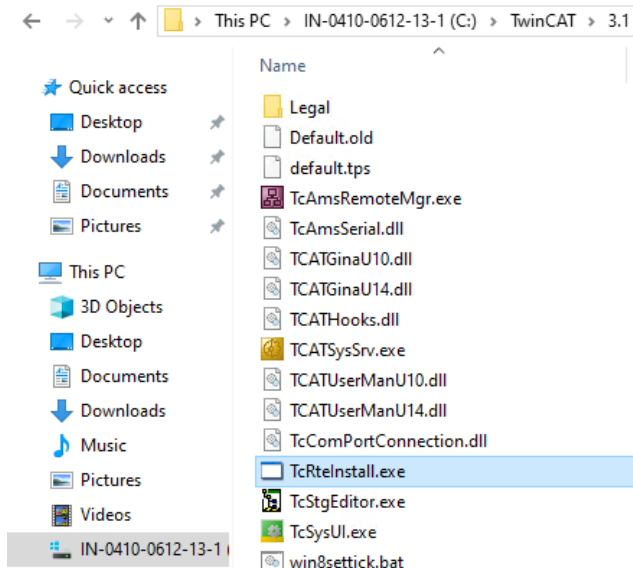 This PC > IN-0410-0612-13-1 (C:) > TwinCAT > 3.1
Name
Quick access
Desktop
Downloads
Documents
Pictures
This PC
3D Objects
Desktop
Documents
Downloads
Music
Pictures
Videos
IN-0410-0612-13-1 (
Legal
Default.old
default.tps
TcAmsRemoteMgr.exe
TcAmsSerial.dll
TCATGinaU10.dll
TCATGinaU14.dll
TCATHooks.dll
TCATSysSrv.exe
TCATUserManU10.dll
TCATUserManU14.dll
TcComPortConnection.dll
TcRteInstall.exe
TcStgEditor.exe
TcSysUI.exe
win8settick.bat